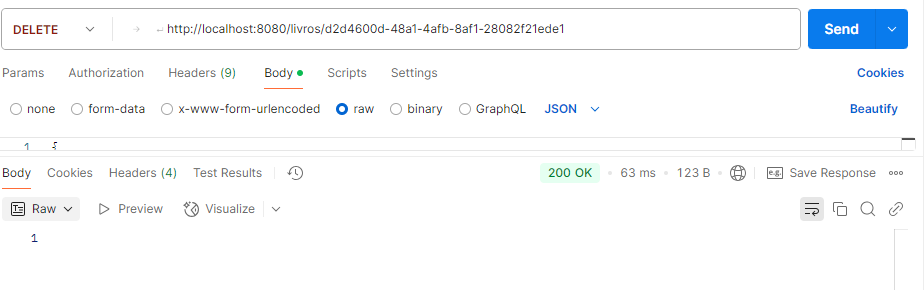 DELETE http://localhost:8080/livros/d2d4600d-48a1-4afb-8af1-28082f21ede1 Send
Params Authorization Headers (9) Body Scripts Settings Cookies
none form-data x-www-form-urlencoded raw binary GraphQL JSON Beautify
1 {
Body Cookies Headers (4) Test Results 200 OK • 63 ms • 123 B • e.g. Save Response
Raw Preview Visualize
1